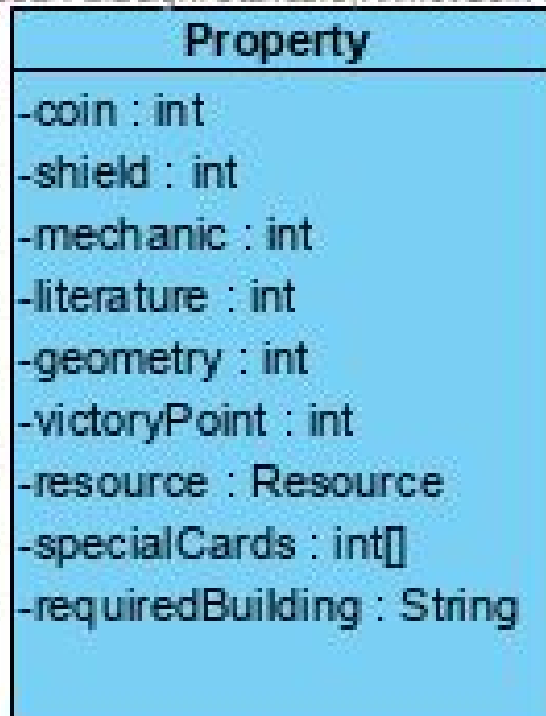 Property
-coin : int
-shield : int
-mechanic : int
-literature : int
-geometry : int
-victoryPoint : int
-resource : Resource
-specialCards : int[]
-requiredBuilding : String